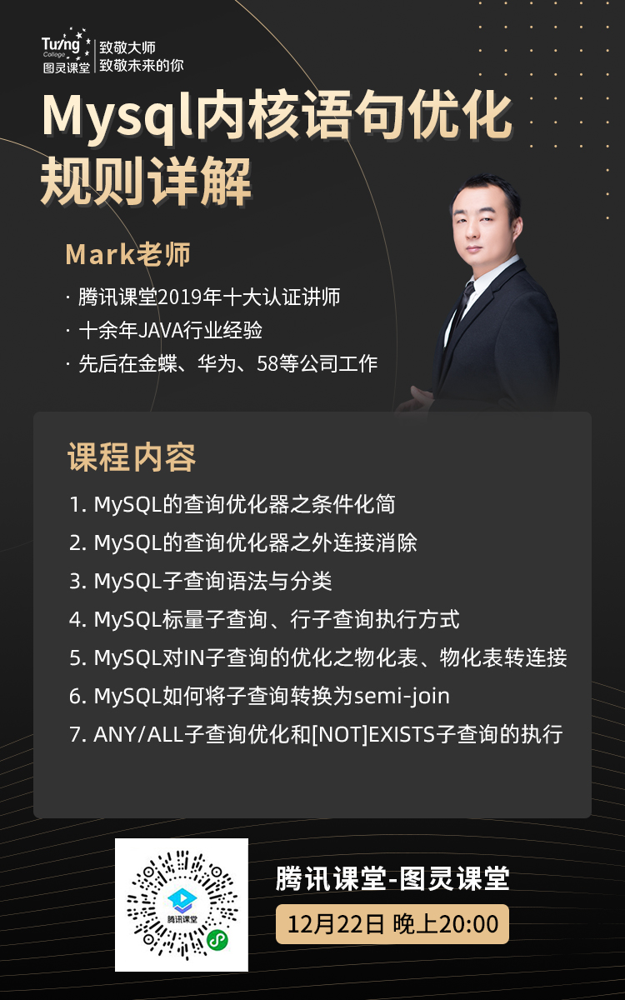 Tuling
College
图灵课堂
致敬大师
致敬未来的你
Mysql内核语句优化
规则详解
Mark老师
· 腾讯课堂2019年十大认证讲师
· 十余年JAVA行业经验
· 先后在金蝶、华为、58等公司工作
课程内容
1. MySQL的查询优化器之条件化简
2. MySQL的查询优化器之外连接消除
3. MySQL子查询语法与分类
4. MySQL标量子查询、行子查询执行方式
5. MySQL对IN子查询的优化之物化表、物化表转连接
6. MySQL如何将子查询转换为semi-join
7. ANY/ALL子查询优化和[NOT]EXISTS子查询的执行
腾讯课堂
腾讯课堂-图灵课堂
12月22日 晚上20:00